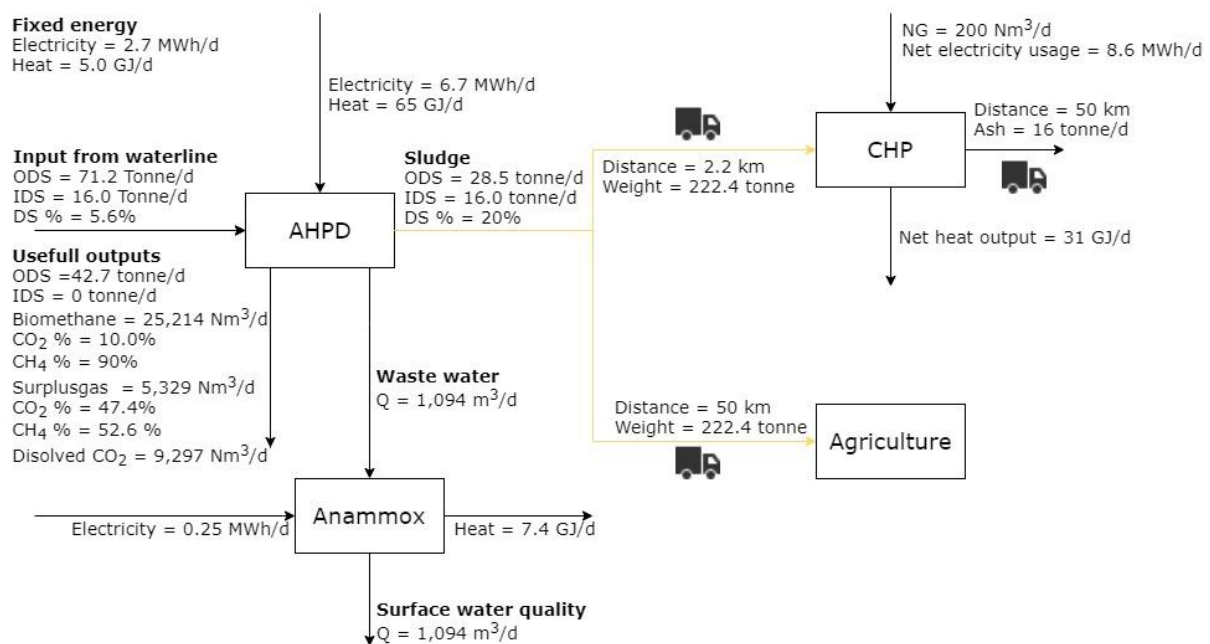 Fixed energy
Electricity = 2.7 MWh/d
Heat = 5.0 GJ/d
Electricity = 6.7 MWh/d
Heat = 65 GJ/d
NG = 200 Nm³/d
Net electricity usage = 8.6 MWh/d
Input from waterline
ODS = 71.2 Tonne/d
IDS = 16.0 Tonne/d
DS % = 5.6%
AHPD
Sludge
ODS = 28.5 tonne/d
IDS = 16.0 tonne/d
DS % = 20%
Distance = 2.2 km
Weight = 222.4 tonne
CHP
Distance = 50 km
Ash = 16 tonne/d
Net heat output = 31 GJ/d
Usefull outputs
ODS =42.7 tonne/d
IDS = 0 tonne/d
Biomethane = 25,214 Nm³/d
CO₂ % = 10.0%
CH₄ % = 90%
Surplusgas = 5,329 Nm³/d
CO₂ % = 47.4%
CH₄ % = 52.6 %
Disolved CO₂ = 9,297 Nm³/d
Waste water
Q = 1,094 m³/d
Distance = 50 km
Weight = 222.4 tonne
Agriculture
Electricity = 0.25 MWh/d
Anammox
Heat = 7.4 GJ/d
Surface water quality
Q = 1,094 m³/d